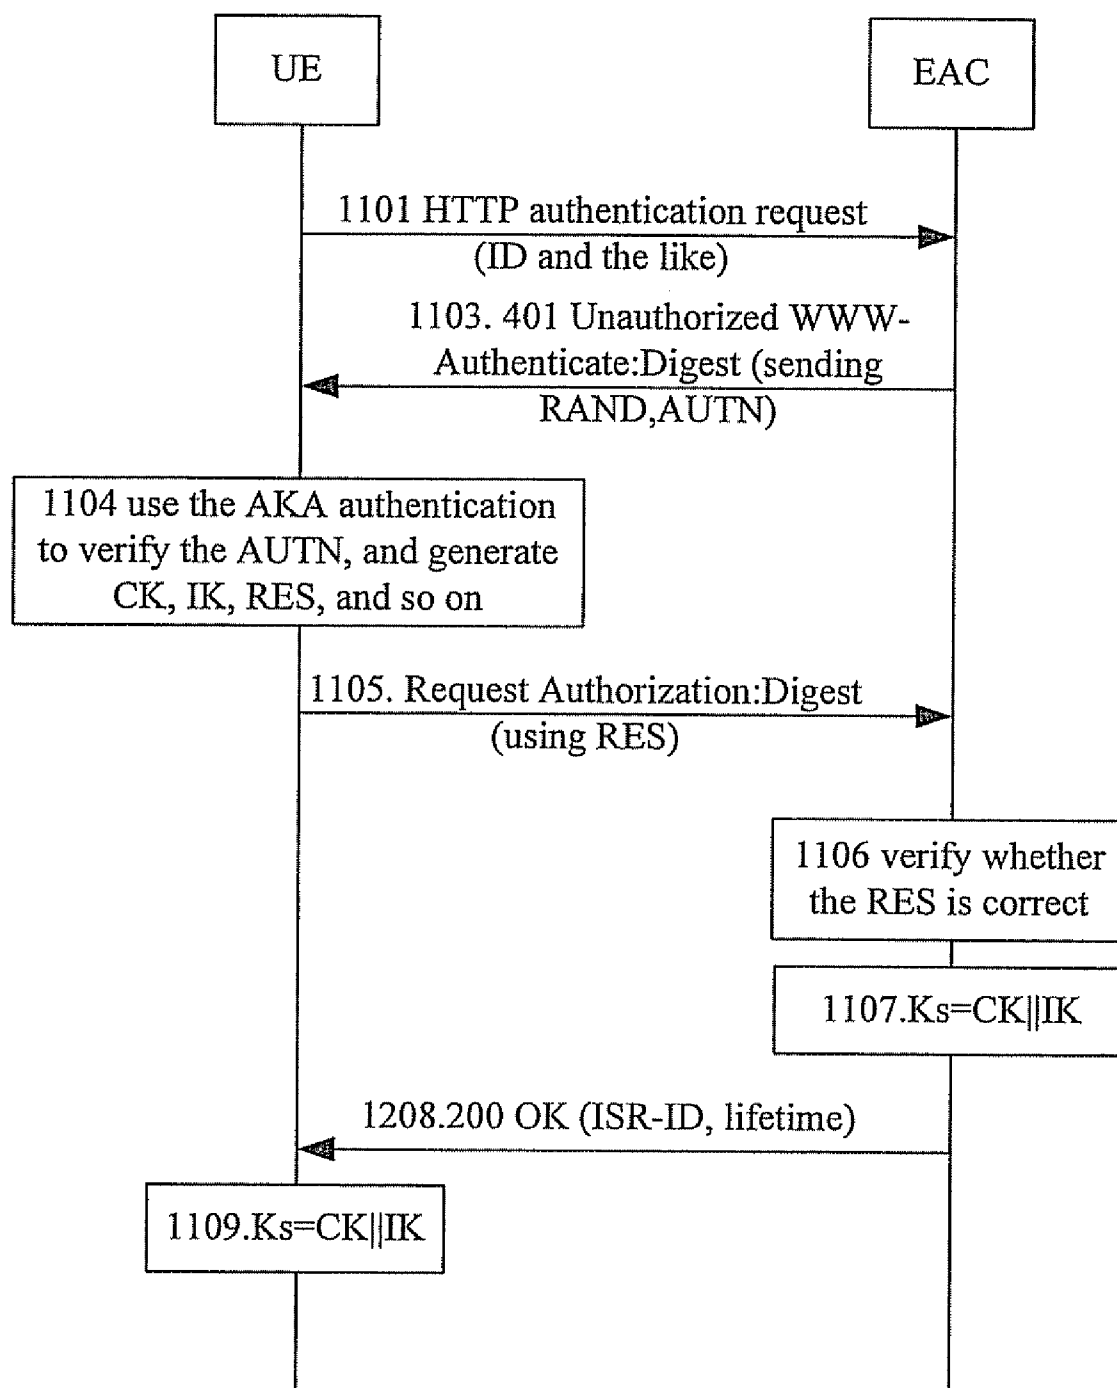 UE
EAC
1101 HTTP authentication request
(ID and the like)
1103. 401 Unauthorized WWW-
Authenticate:Digest (sending
RAND,AUTN)
1104 use the AKA authentication
to verify the AUTN, and generate
CK, IK, RES, and so on
1105. Request Authorization:Digest
(using RES)
1106 verify whether
the RES is correct
1107.Ks=CK||IK
1208.200 OK (ISR-ID, lifetime)
1109.Ks=CK||IK